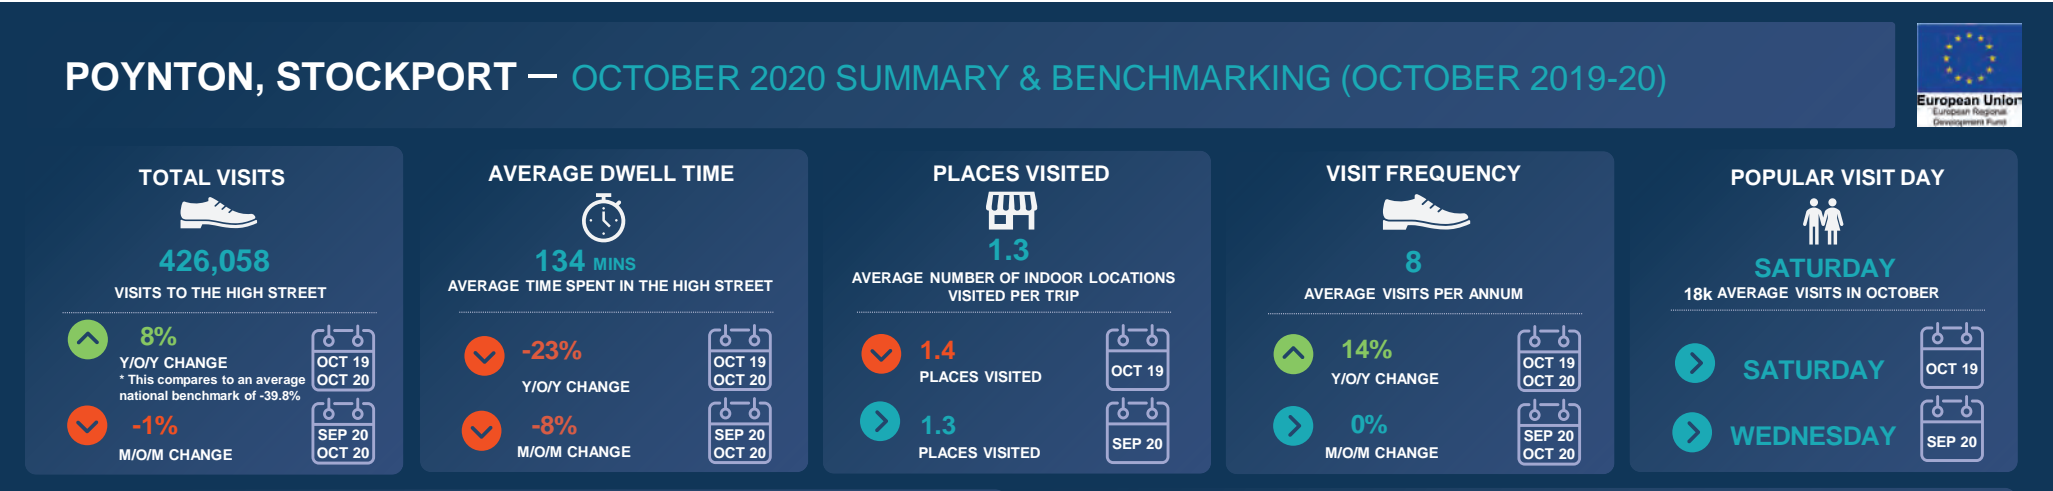 POYNTON, STOCKPORT — OCTOBER 2020 SUMMARY & BENCHMARKING (OCTOBER 2019-20)
European Union
European Regional
Development Fund
TOTAL VISITS
426,058
VISITS TO THE HIGH STREET
8%
Y/O/Y CHANGE
* This compares to an average
national benchmark of -39.8%
OCT 19
OCT 20
-1%
M/O/M CHANGE
SEP 20
OCT 20
AVERAGE DWELL TIME
134 MINS
AVERAGE TIME SPENT IN THE HIGH STREET
-23%
Y/O/Y CHANGE
OCT 19
OCT 20
-8%
M/O/M CHANGE
SEP 20
OCT 20
PLACES VISITED
1.3
AVERAGE NUMBER OF INDOOR LOCATIONS
VISITED PER TRIP
1.4
PLACES VISITED
OCT 19
1.3
PLACES VISITED
SEP 20
VISIT FREQUENCY
8
AVERAGE VISITS PER ANNUM
14%
Y/O/Y CHANGE
OCT 19
OCT 20
0%
M/O/M CHANGE
SEP 20
OCT 20
POPULAR VISIT DAY
SATURDAY
18k AVERAGE VISITS IN OCTOBER
SATURDAY
OCT 19
WEDNESDAY
SEP 20